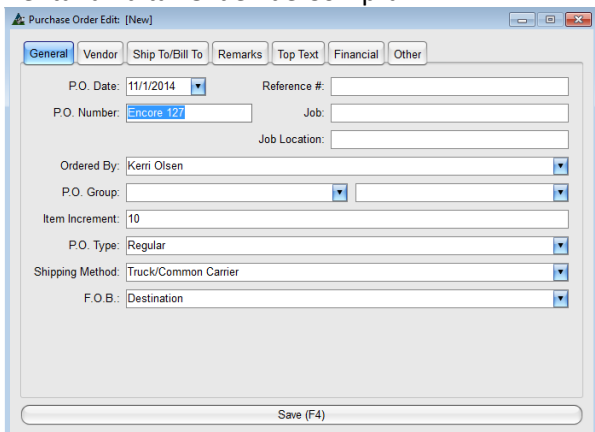 Purchase Order Edit: [New]
General Vendor Ship To/Bill To Remarks Top Text Financial Other
P.O. Date: 11/1/2014 Reference #:
P.O. Number: Encore 127 Job:
Job Location:
Ordered By: Kerri Olsen
P.O. Group:
Item Increment: 10
P.O. Type: Regular
Shipping Method: Truck/Common Carrier
F.O.B.: Destination
Save (F4)